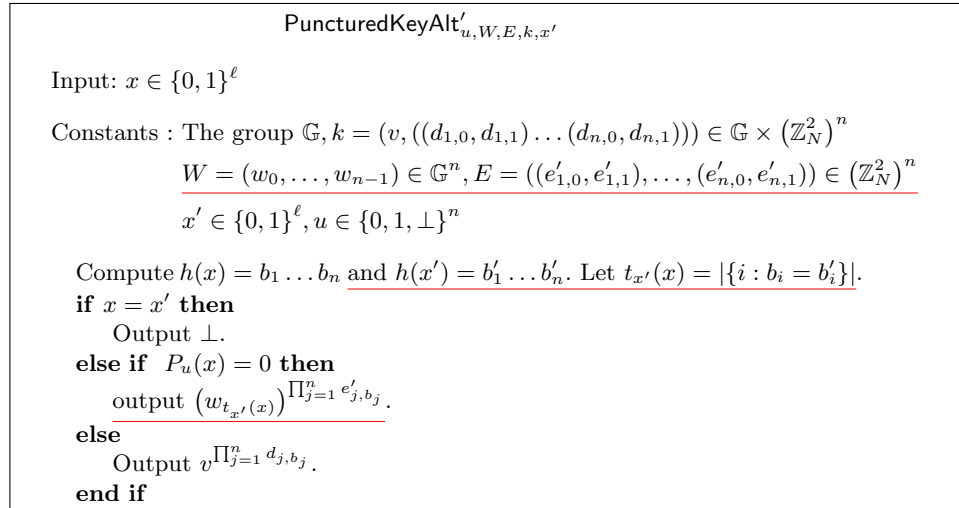 PuncturedKeyAlt′_{u,W,E,k,x′}
Input: x ∈ {0, 1}^ℓ
Constants : The group 𝔾, k = (v, ((d_{1,0}, d_{1,1}) … (d_{n,0}, d_{n,1}))) ∈ 𝔾 × (ℤ_N^2)^n
W = (w_0, …, w_{n−1}) ∈ 𝔾^n, E = ((e′_{1,0}, e′_{1,1}), …, (e′_{n,0}, e′_{n,1})) ∈ (ℤ_N^2)^n
x′ ∈ {0, 1}^ℓ, u ∈ {0, 1, ⊥}^n
Compute h(x) = b_1 … b_n and h(x′) = b′_1 … b′_n. Let t_{x′}(x) = |{i : b_i = b′_i}|.
if x = x′ then
Output ⊥.
else if P_u(x) = 0 then
output (w_{t_{x′}(x)})^{∏_{j=1}^n e′_{j,b_j}}.
else
Output v^{∏_{j=1}^n d_{j,b_j}}.
end if